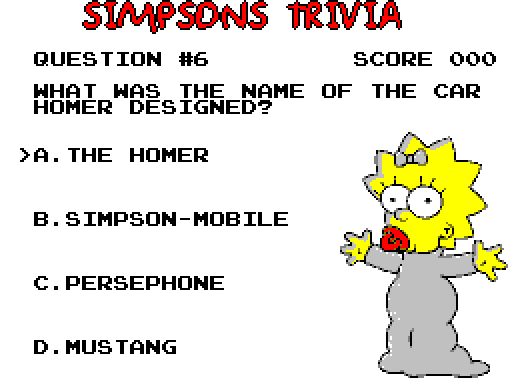 SIMPSONS TRIVIA
QUESTION #6 SCORE 000
WHAT WAS THE NAME OF THE CAR
HOMER DESIGNED?
>A.THE HOMER
B.SIMPSON-MOBILE
C.PERSEPHONE
D.MUSTANG